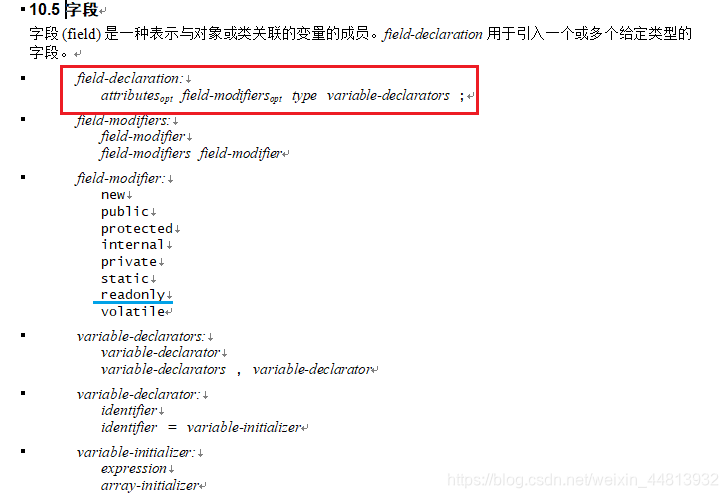 10.5 字段
字段 (field) 是一种表示与对象或类关联的变量的成员。field-declaration 用于引入一个或多个给定类型的
字段。
field-declaration:
attributesopt field-modifiersopt type variable-declarators ;
field-modifiers:
field-modifier
field-modifiers field-modifier
field-modifier:
new
public
protected
internal
private
static
readonly
volatile
variable-declarators:
variable-declarator
variable-declarators , variable-declarator
variable-declarator:
identifier
identifier = variable-initializer
variable-initializer:
expression
array-initializer
https://blog.csdn.net/weixin_44813932